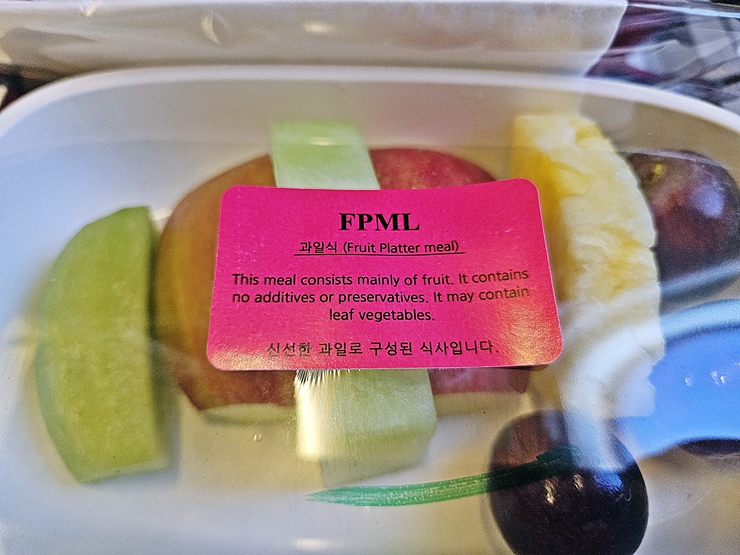 FPML
과일식 (Fruit Platter meal)
This meal consists mainly of fruit. It contains
no additives or preservatives. It may contain
leaf vegetables.
신선한 과일로 구성된 식사입니다.